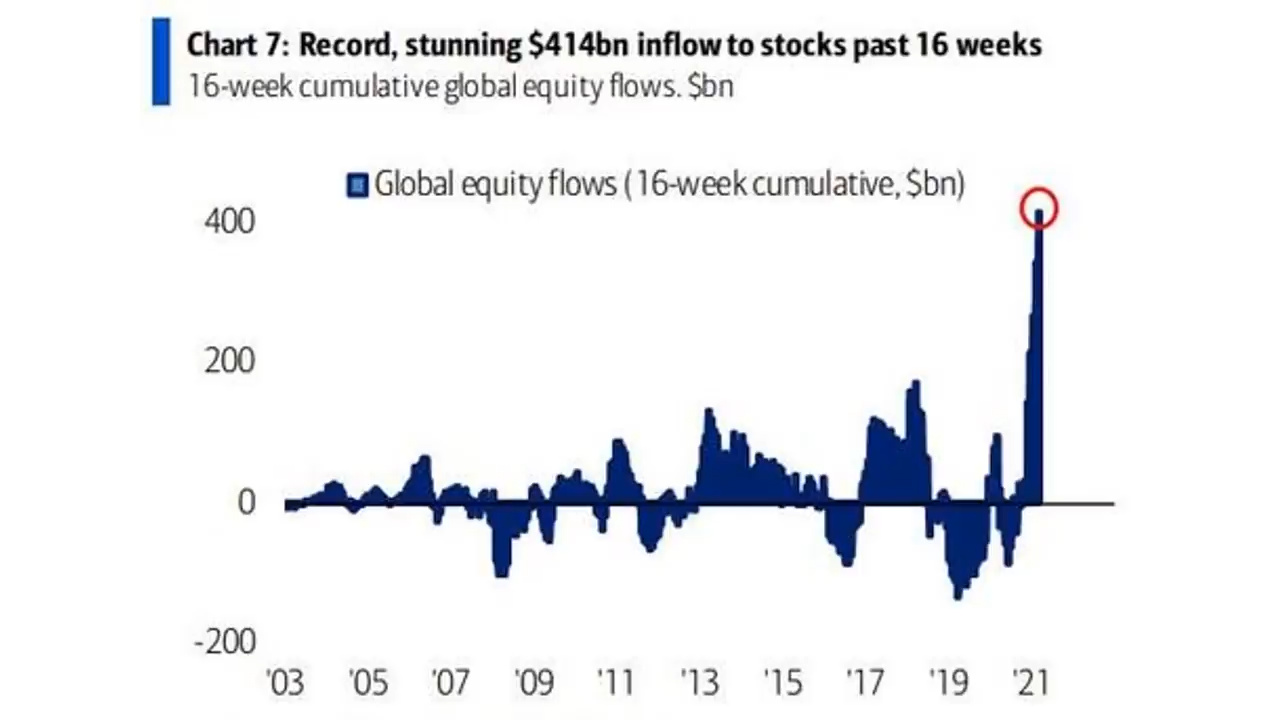 Chart 7: Record, stunning $414bn inflow to stocks past 16 weeks
16-week cumulative global equity flows. $bn
Global equity flows (16-week cumulative, $bn)
400
200
0
-200
'03 '05 '07 '09 '11 '13 '15 '17 '19 '21